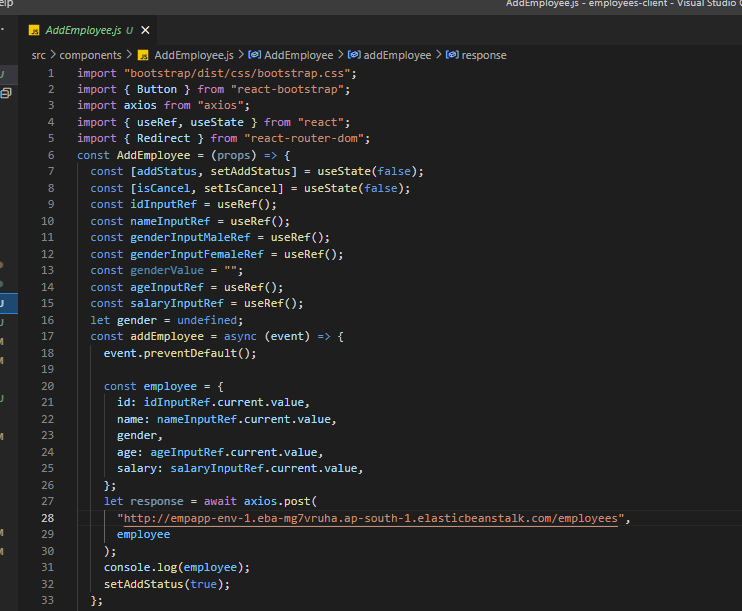 elp
AddEmployee.js - employees-client - Visual Studio C
JS AddEmployee.js U ✕
src > components > JS AddEmployee.js > AddEmployee > addEmployee > response
1 import "bootstrap/dist/css/bootstrap.css";
2 import { Button } from "react-bootstrap";
3 import axios from "axios";
4 import { useRef, useState } from "react";
5 import { Redirect } from "react-router-dom";
6 const AddEmployee = (props) => {
7 const [addStatus, setAddStatus] = useState(false);
8 const [isCancel, setIsCancel] = useState(false);
9 const idInputRef = useRef();
10 const nameInputRef = useRef();
11 const genderInputMaleRef = useRef();
12 const genderInputFemaleRef = useRef();
13 const genderValue = "";
14 const ageInputRef = useRef();
15 const salaryInputRef = useRef();
16 let gender = undefined;
17 const addEmployee = async (event) => {
18 event.preventDefault();
19
20 const employee = {
21 id: idInputRef.current.value,
22 name: nameInputRef.current.value,
23 gender,
24 age: ageInputRef.current.value,
25 salary: salaryInputRef.current.value,
26 };
27 let response = await axios.post(
28 "http://empapp-env-1.eba-mg7vruha.ap-south-1.elasticbeanstalk.com/employees",
29 employee
30 );
31 console.log(employee);
32 setAddStatus(true);
33 };